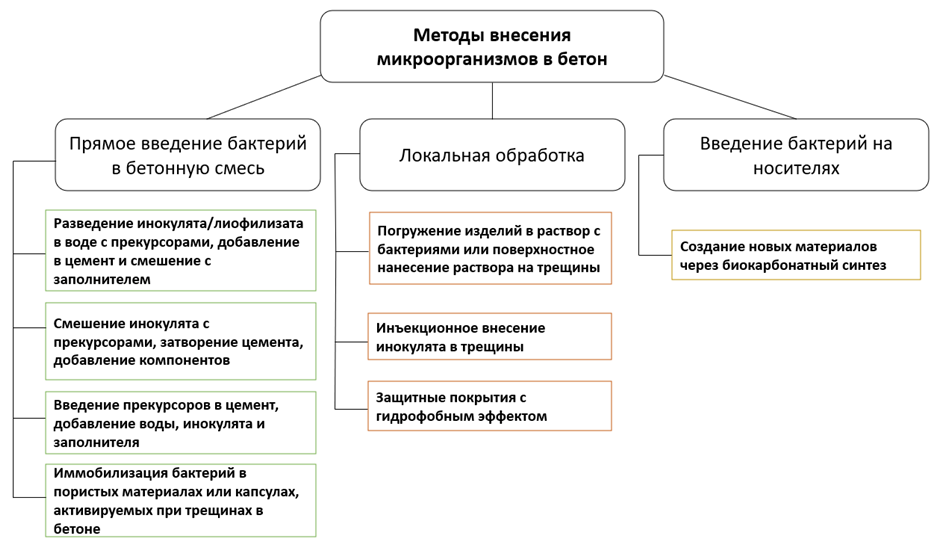 Методы внесения
микроорганизмов в бетон
Прямое введение бактерий
в бетонную смесь
Разведение инокулята/лиофилизата
в воде с прекурсорами, добавление
в цемент и смешение с
заполнителем
Смешение инокулята с
прекурсорами, затворение цемента,
добавление компонентов
Введение прекурсоров в цемент,
добавление воды, инокулята и
заполнителя
Иммобилизация бактерий в
пористых материалах или капсулах,
активируемых при трещинах в
бетоне
Локальная обработка
Погружение изделий в раствор с
бактериями или поверхностное
нанесение раствора на трещины
Инъекционное внесение
инокулята в трещины
Защитные покрытия с
гидрофобным эффектом
Введение бактерий на
носителях
Создание новых материалов
через биокарбонатный синтез